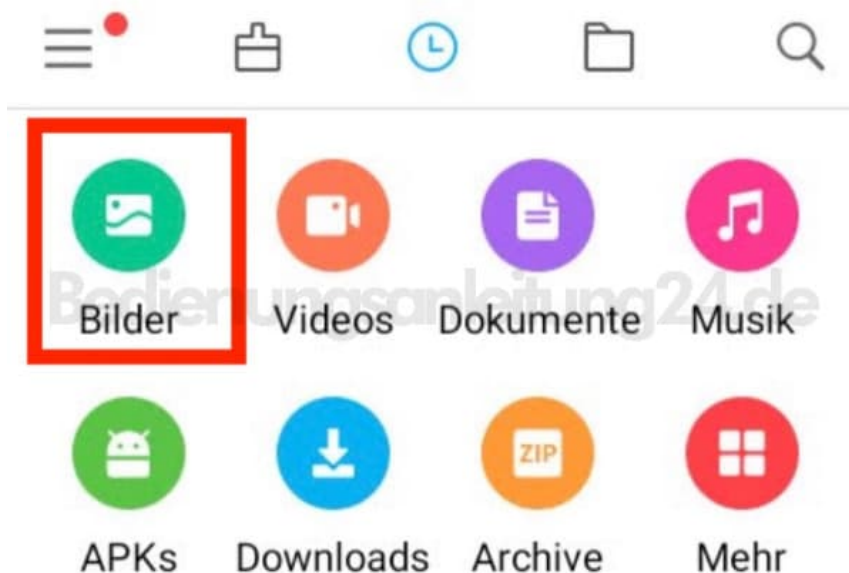 Bedienungsanleitung24.de
Bilder Videos Dokumente Musik
ZIP
APKs Downloads Archive Mehr